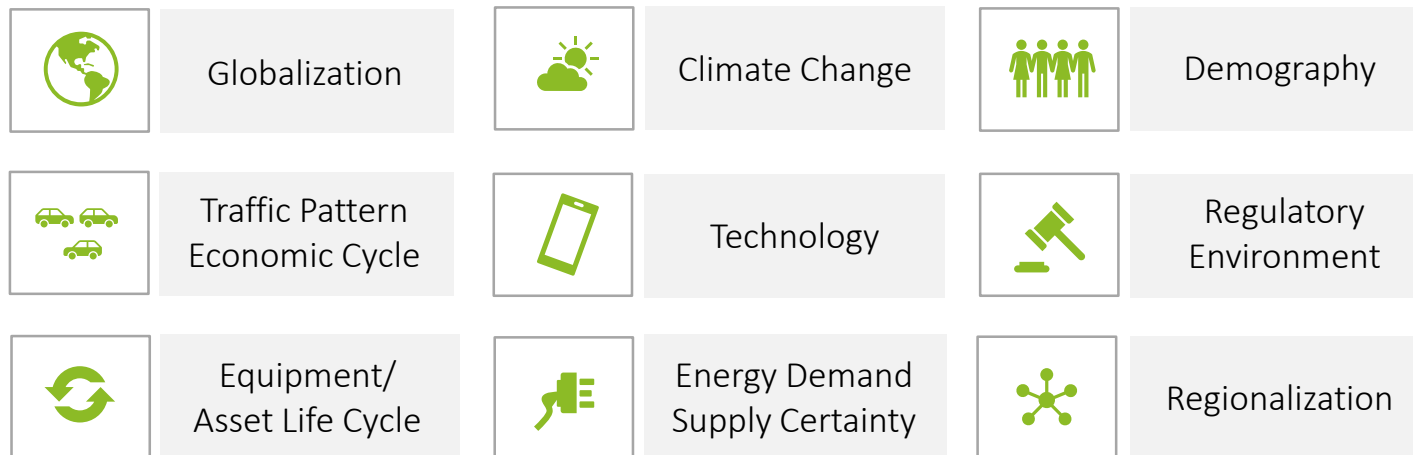 Globalization
Climate Change
Demography
Traffic Pattern
Economic Cycle
Technology
Regulatory
Environment
Equipment/
Asset Life Cycle
Energy Demand
Supply Certainty
Regionalization